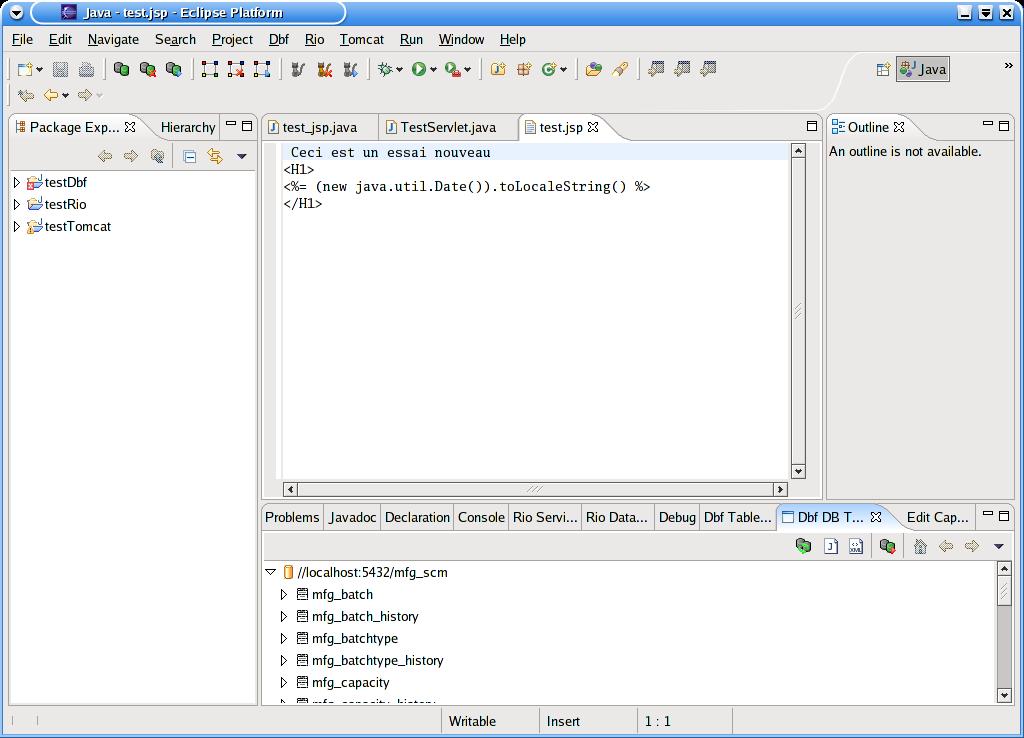 Java - test.jsp - Eclipse Platform
File Edit Navigate Search Project Dbf Rio Tomcat Run Window Help
Java »
Package Exp... Hierarchy
testDbf
testRio
testTomcat
test_jsp.java TestServlet.java test.jsp
Ceci est un essai nouveau
<H1>
<%= (new java.util.Date()).toLocaleString() %>
</H1>
Outline
An outline is not available.
Problems Javadoc Declaration Console Rio Servi... Rio Data... Debug Dbf Table... Dbf DB T... Edit Cap...
//localhost:5432/mfg_scm
mfg_batch
mfg_batch_history
mfg_batchtype
mfg_batchtype_history
mfg_capacity
Writable Insert 1 : 1